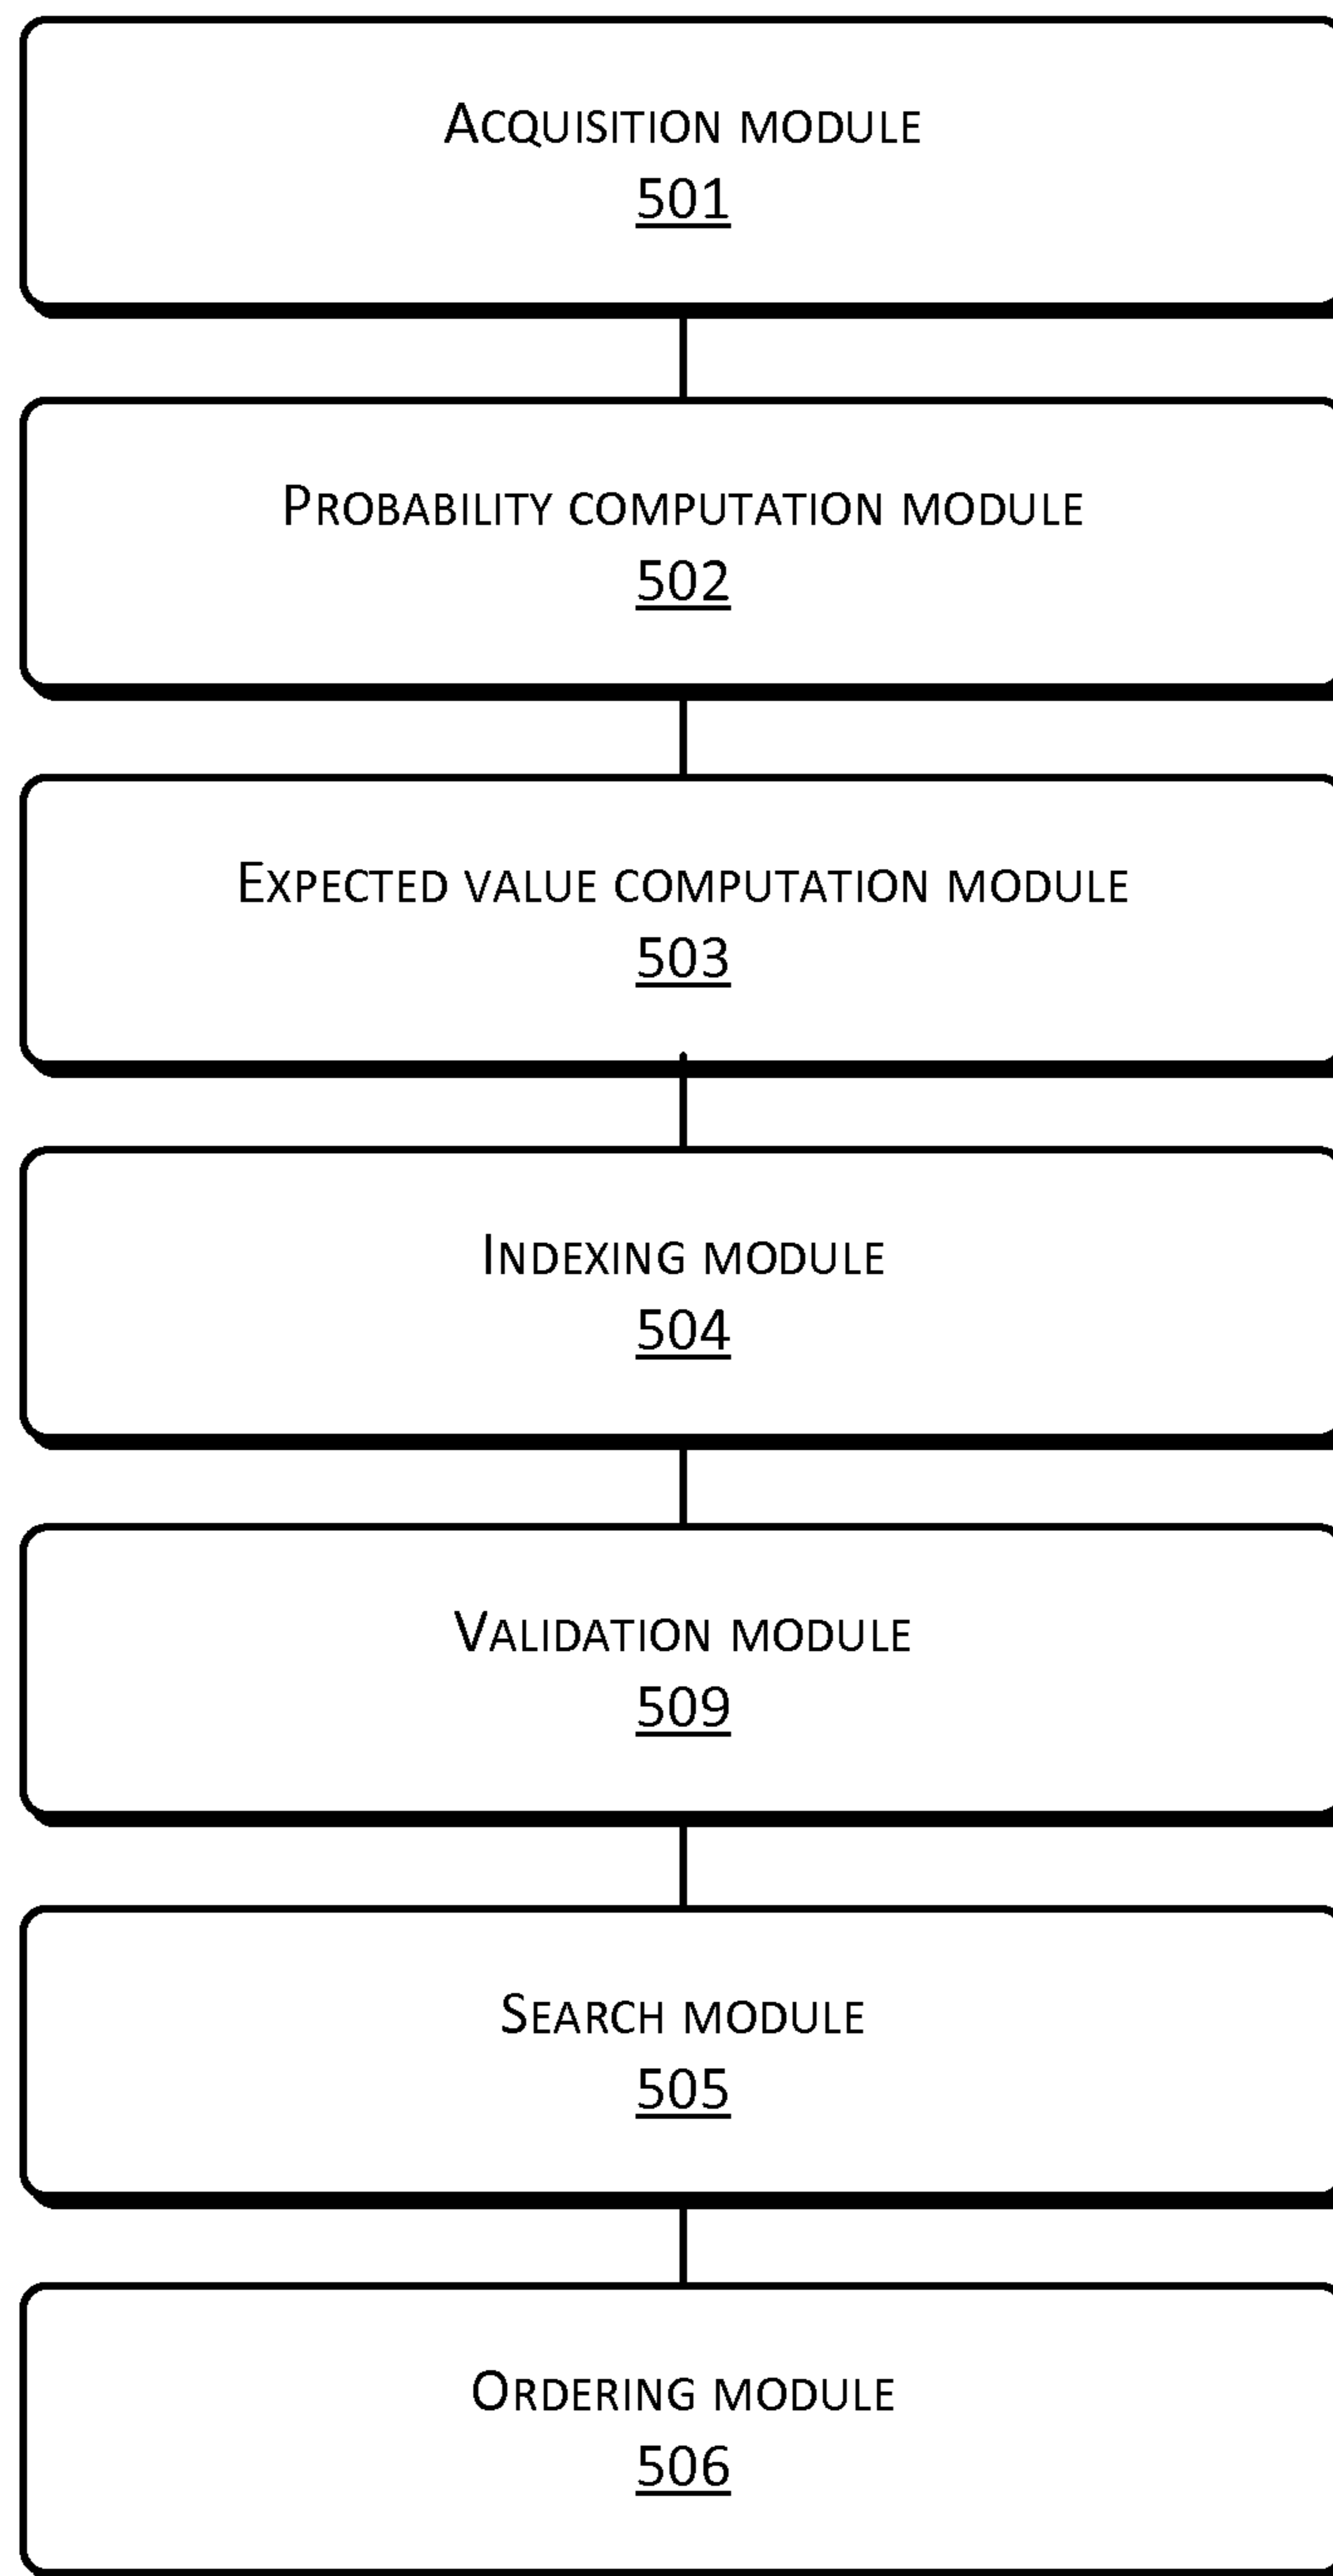 Acquisition module
501
Probability computation module
502
Expected value computation module
503
Indexing module
504
Validation module
509
Search module
505
Ordering module
506